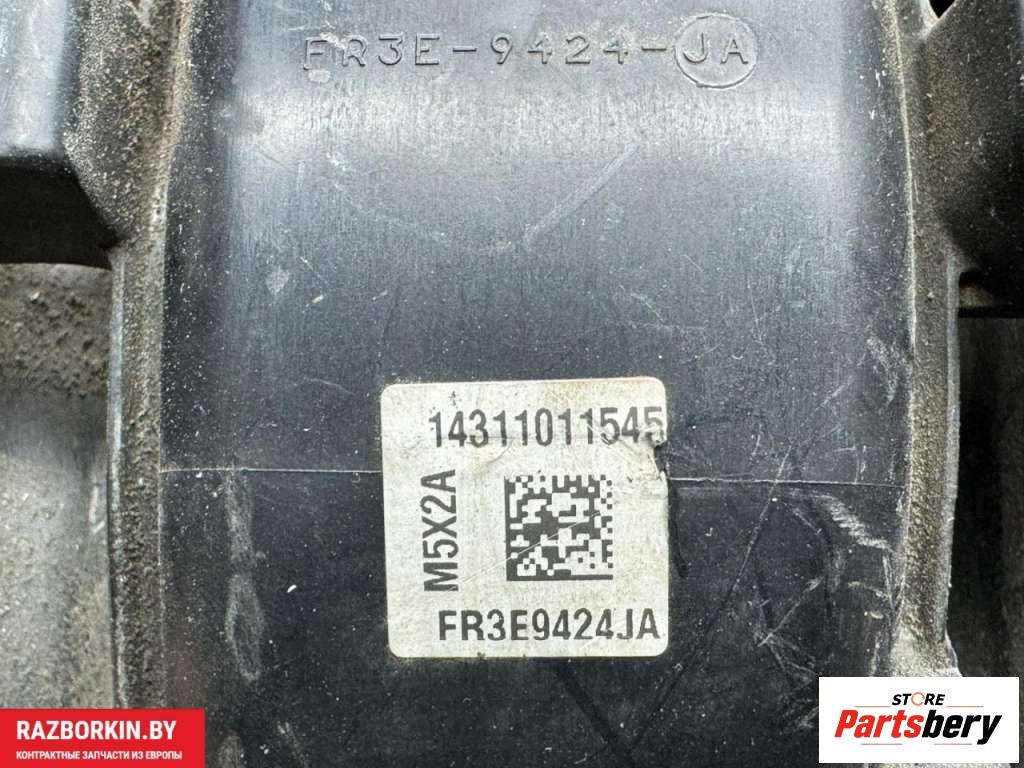 FR3E-9424-JA
14311011545
M5X2A
FR3E9424JA
RAZBORKIN.BY
КОНТРАКТНЫЕ ЗАПЧАСТИ ИЗ ЕВРОПЫ
STORE
Partsbery